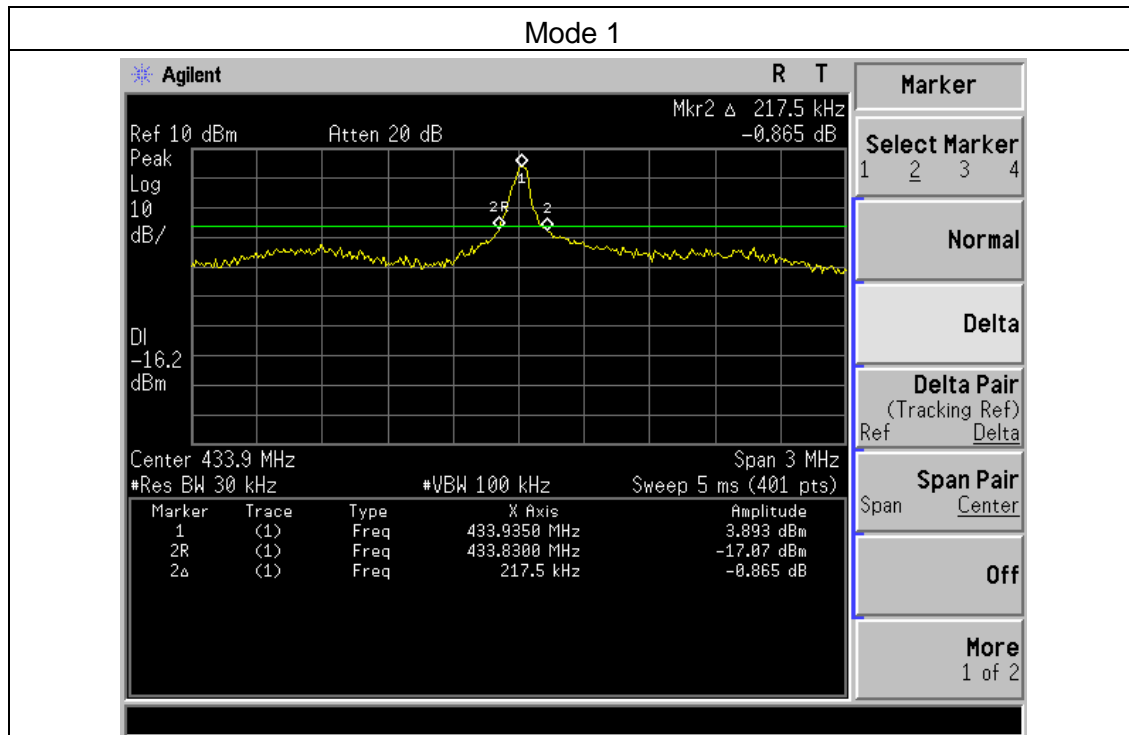 Mode 1
Agilent R T
Mkr2 Δ 217.5 kHz
Ref 10 dBm Atten 20 dB -0.865 dB
Peak
Log
10
dB/
1
2R
2
DI
-16.2
dBm
Center 433.9 MHz Span 3 MHz
#Res BW 30 kHz #VBW 100 kHz Sweep 5 ms (401 pts)
Marker Trace Type X Axis Amplitude
1 (1) Freq 433.9350 MHz 3.893 dBm
2R (1) Freq 433.8300 MHz -17.07 dBm
2Δ (1) Freq 217.5 kHz -0.865 dB
Marker
Select Marker
1 2 3 4
Normal
Delta
Delta Pair
(Tracking Ref)
Ref Delta
Span Pair
Span Center
Off
More
1 of 2